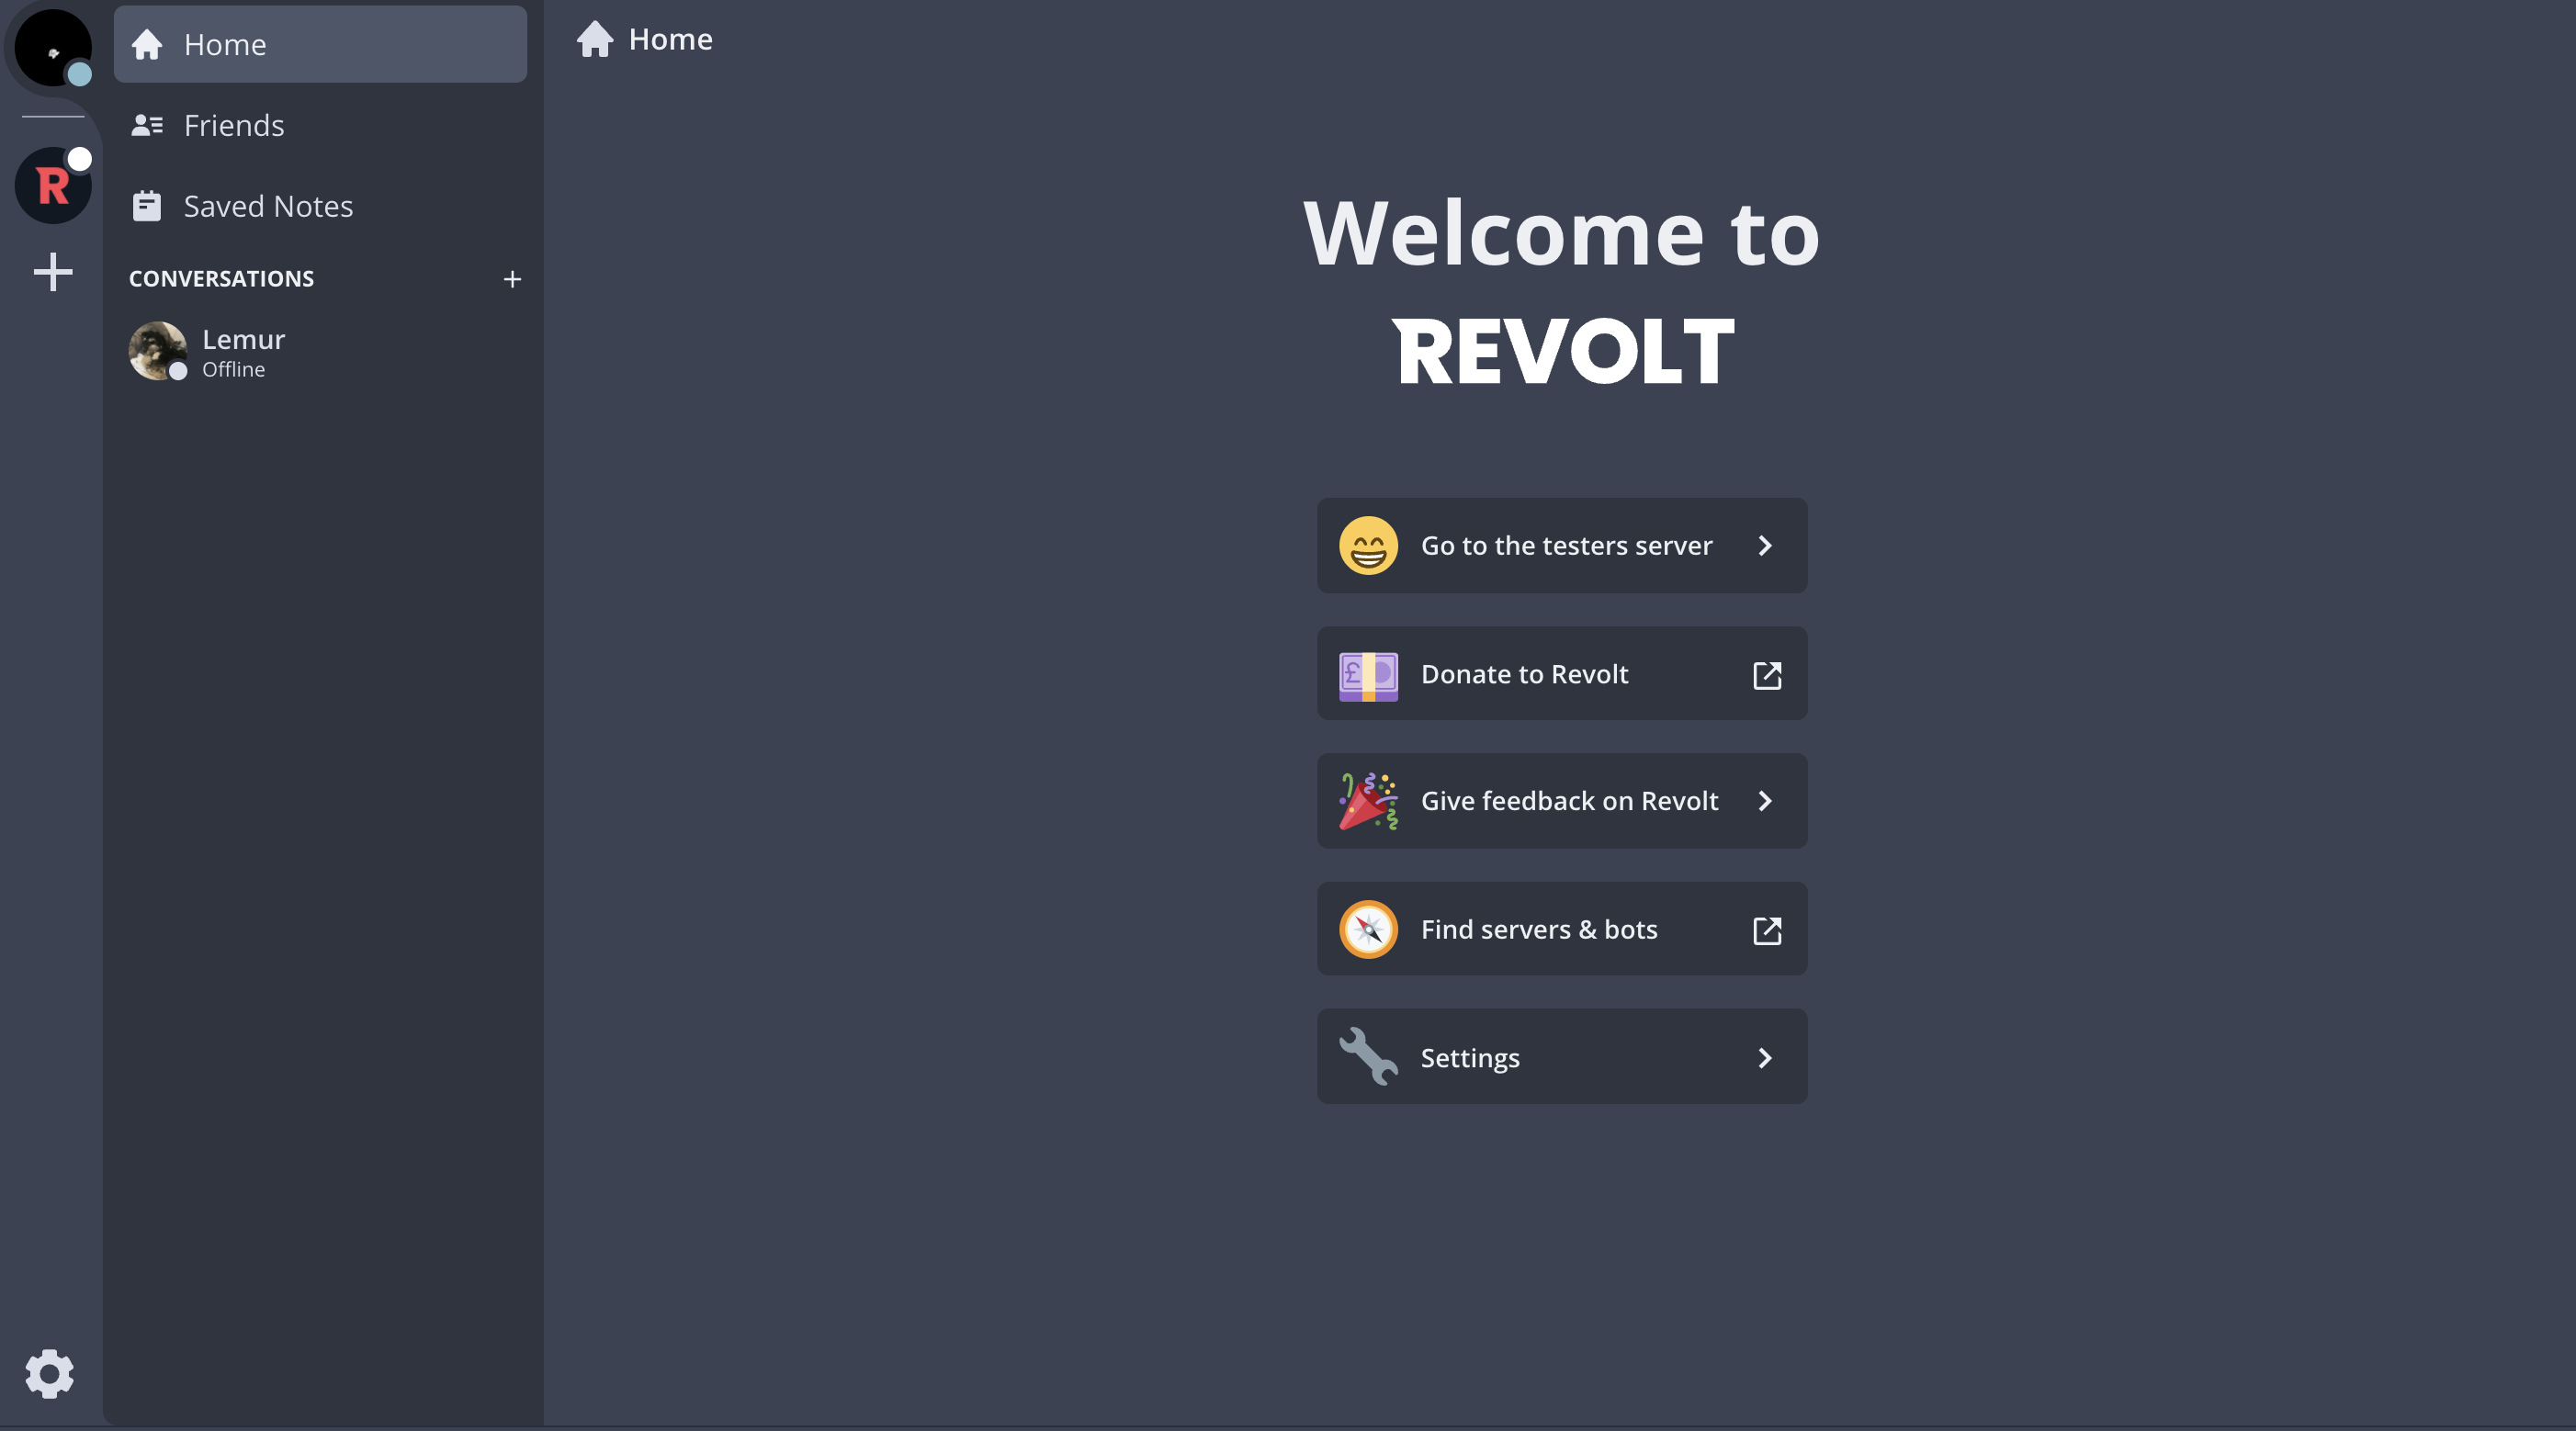 Home
Friends
Saved Notes
CONVERSATIONS
Lemur
Offline
Home
Welcome to
REVOLT
Go to the testers server
Donate to Revolt
Give feedback on Revolt
Find servers & bots
Settings